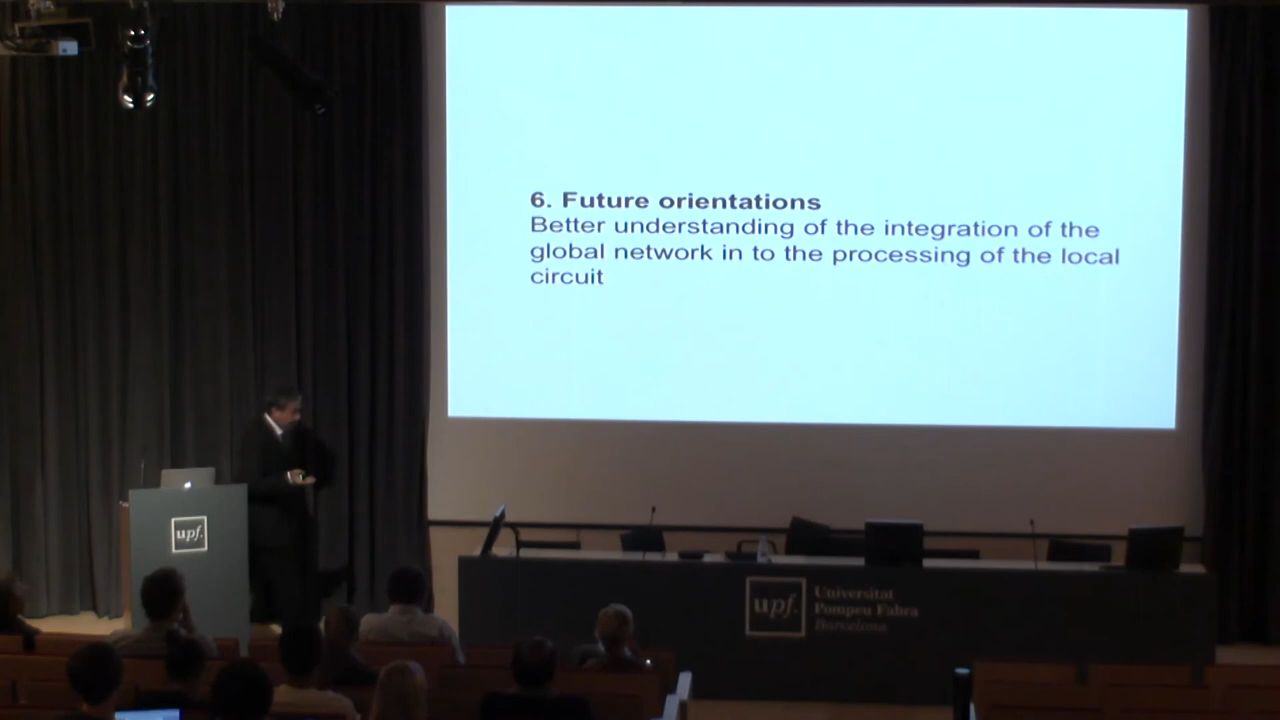 6. Future orientations
Better understanding of the integration of the
global network in to the processing of the local
circuit
upf.
upf.
Universitat
Pompeu Fabra
Barcelona